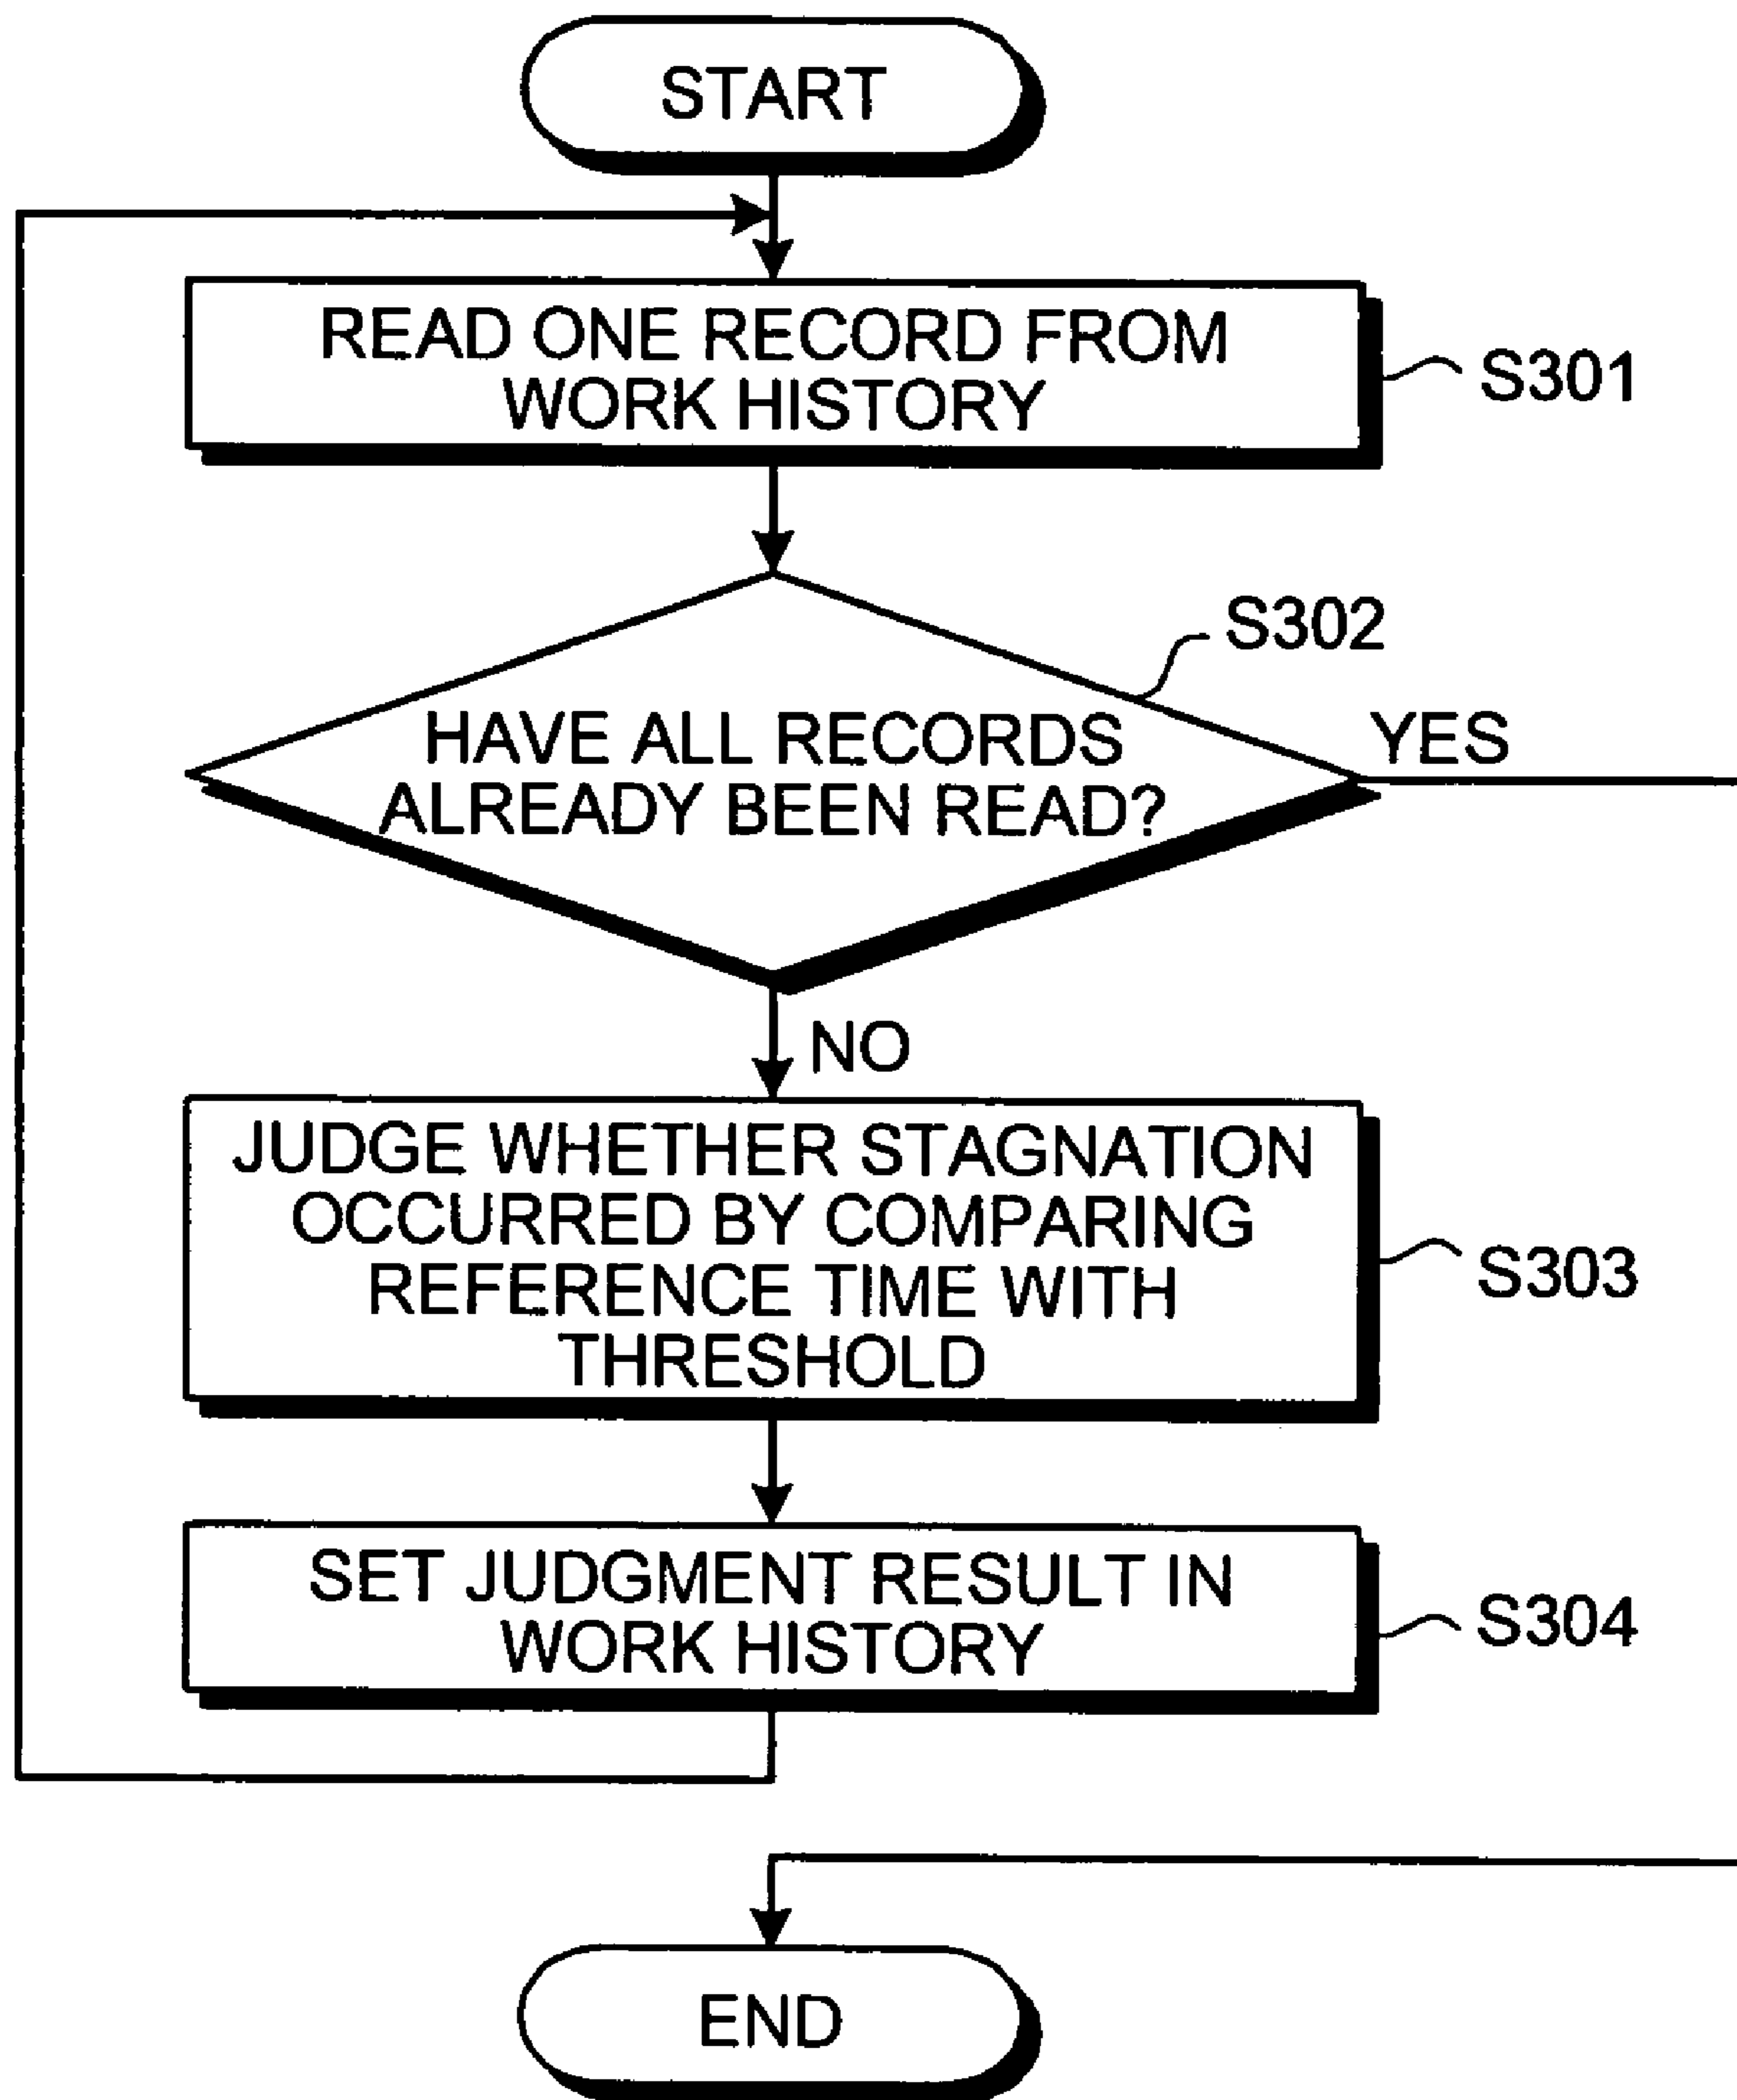 START
READ ONE RECORD FROM
WORK HISTORY
S301
S302
HAVE ALL RECORDS
ALREADY BEEN READ?
YES
NO
JUDGE WHETHER STAGNATION
OCCURRED BY COMPARING
REFERENCE TIME WITH
THRESHOLD
S303
SET JUDGMENT RESULT IN
WORK HISTORY
S304
END